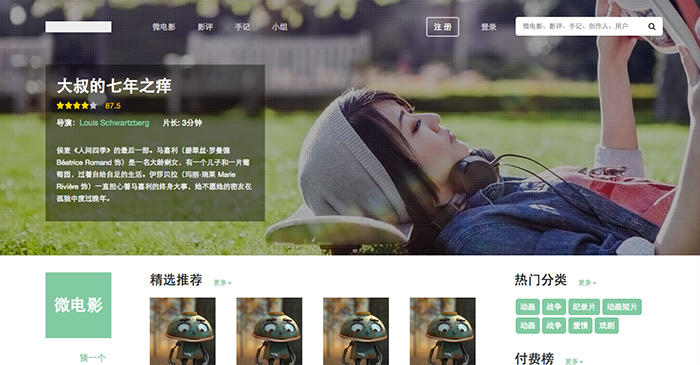 微电影 影评 手记 小组 注 册 登录 微电影、影评、手记、创作人、用户
大叔的七年之痒
87.5
导演: Louis Schwartzberg 片长: 3分钟
侯麦《人间四季》的最后一部。马嘉利（碧翠丝·罗曼德
Béatrice Romand 饰）是一名大龄剩女，有一个儿子和一片葡
萄园，过着自给自足的生活。伊莎贝拉（玛丽·瑞莱 Marie
Rivière 饰）一直担心着马嘉利的终身大事，她不愿她的密友在
孤独中度过晚年。
微电影
猜一个
精选推荐 更多 »
热门分类 更多 »
动画 战争 纪录片 动画短片
动画 战争 爱情 戏剧
付费榜 更多 »